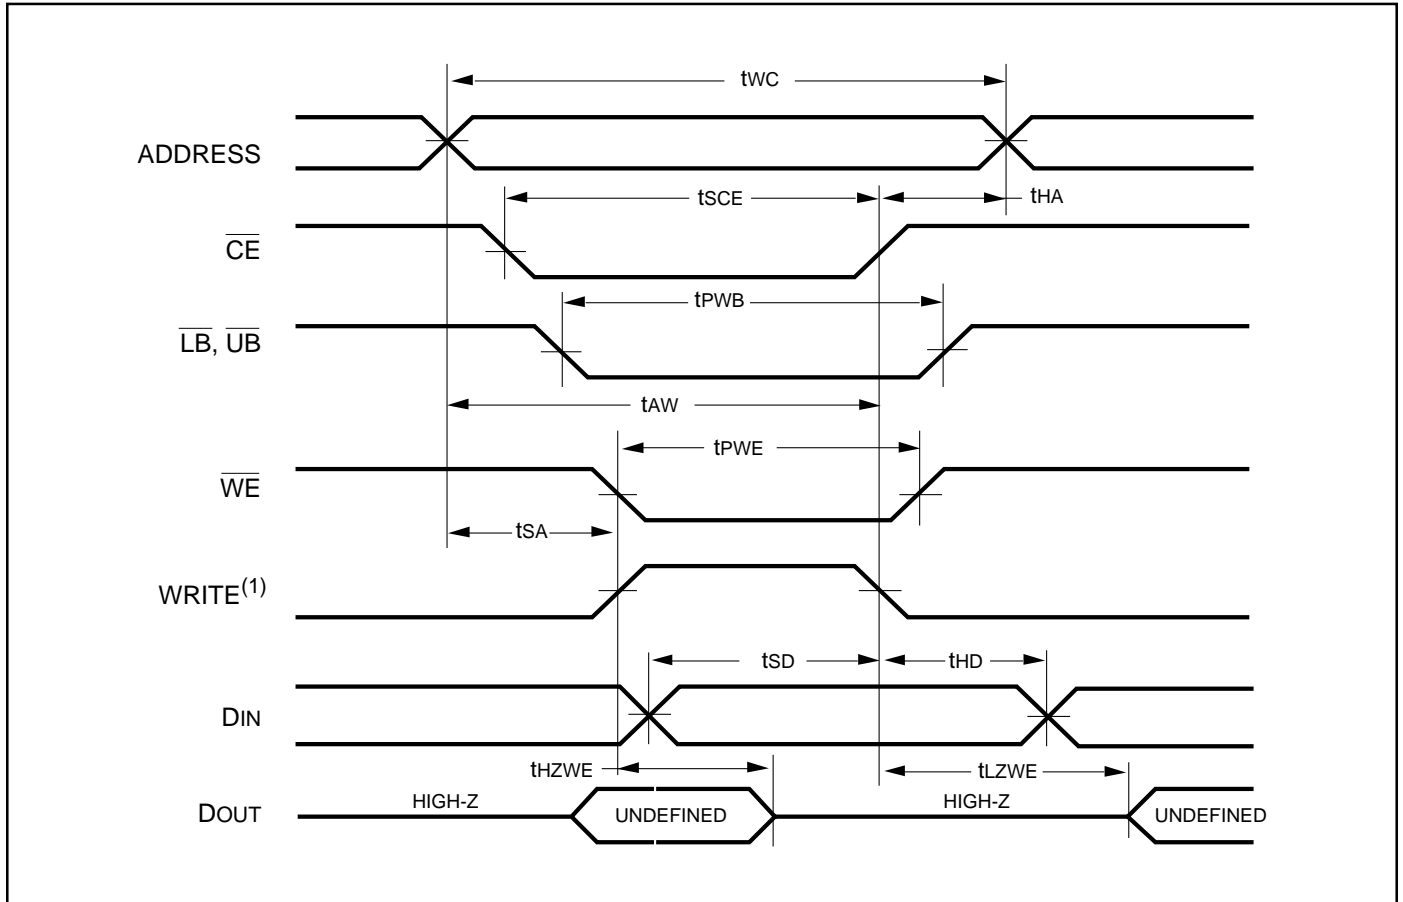 tWC
ADDRESS
tSCE
tHA
CE
tPWB
LB, UB
tAW
tPWE
WE
tSA
WRITE(1)
tSD
tHD
DIN
tHZWE
tLZWE
DOUT
HIGH-Z
UNDEFINED
HIGH-Z
UNDEFINED